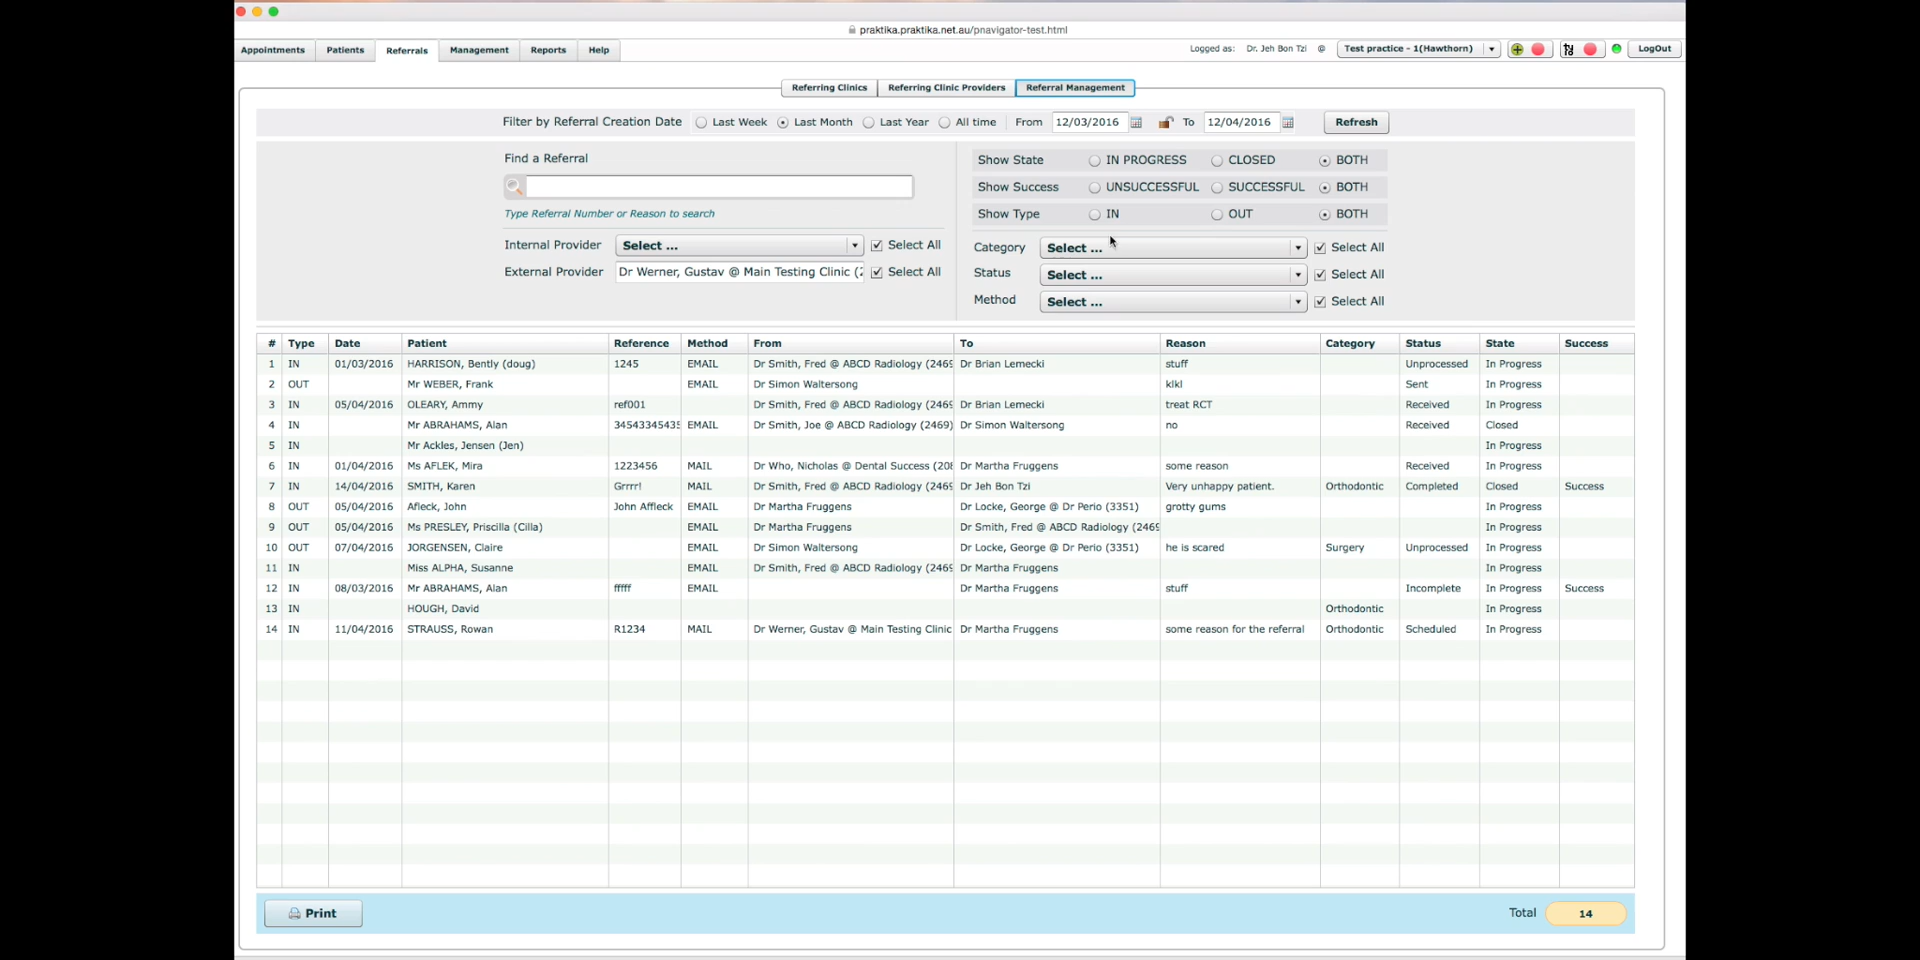 praktika.praktika.net.au/pnavigator-test.html
Appointments Patients Referrals Management Reports Help Logged as: Dr. Jeh Bon Tzi @ Test practice - 1(Hawthorn) LogOut
Referring Clinics Referring Clinic Providers Referral Management
Filter by Referral Creation Date Last Week Last Month Last Year All time From 12/03/2016 To 12/04/2016 Refresh
Find a Referral
Type Referral Number or Reason to search
Internal Provider Select ... Select All
External Provider Dr Werner, Gustav @ Main Testing Clinic (2 Select All
Show State IN PROGRESS CLOSED BOTH
Show Success UNSUCCESSFUL SUCCESSFUL BOTH
Show Type IN OUT BOTH
Category Select ... Select All
Status Select ... Select All
Method Select ... Select All
# Type Date Patient Reference Method From To Reason Category Status State Success
1 IN 01/03/2016 HARRISON, Bently (doug) 1245 EMAIL Dr Smith, Fred @ ABCD Radiology (2469 Dr Brian Lemecki stuff Unprocessed In Progress
2 OUT Mr WEBER, Frank EMAIL Dr Simon Waltersong klkl Sent In Progress
3 IN 05/04/2016 OLEARY, Ammy ref001 Dr Smith, Fred @ ABCD Radiology (2469 Dr Brian Lemecki treat RCT Received In Progress
4 IN Mr ABRAHAMS, Alan 34543345435 EMAIL Dr Smith, Joe @ ABCD Radiology (2469) Dr Simon Waltersong no Received Closed
5 IN Mr Ackles, Jensen (Jen) In Progress
6 IN 01/04/2016 Ms AFLEK, Mira 1223456 MAIL Dr Who, Nicholas @ Dental Success (208 Dr Martha Fruggens some reason Received In Progress
7 IN 14/04/2016 SMITH, Karen Grrrr! MAIL Dr Smith, Fred @ ABCD Radiology (2469 Dr Jeh Bon Tzi Very unhappy patient. Orthodontic Completed Closed Success
8 OUT 05/04/2016 Afleck, John John Affleck EMAIL Dr Martha Fruggens Dr Locke, George @ Dr Perio (3351) grotty gums In Progress
9 OUT 05/04/2016 Ms PRESLEY, Priscilla (Cilla) EMAIL Dr Martha Fruggens Dr Smith, Fred @ ABCD Radiology (2469 In Progress
10 OUT 07/04/2016 JORGENSEN, Claire EMAIL Dr Simon Waltersong Dr Locke, George @ Dr Perio (3351) he is scared Surgery Unprocessed In Progress
11 IN Miss ALPHA, Susanne EMAIL Dr Smith, Fred @ ABCD Radiology (2469 Dr Martha Fruggens In Progress
12 IN 08/03/2016 Mr ABRAHAMS, Alan fffff EMAIL Dr Martha Fruggens stuff Incomplete In Progress Success
13 IN HOUGH, David Orthodontic In Progress
14 IN 11/04/2016 STRAUSS, Rowan R1234 MAIL Dr Werner, Gustav @ Main Testing Clinic Dr Martha Fruggens some reason for the referral Orthodontic Scheduled In Progress
Print Total 14